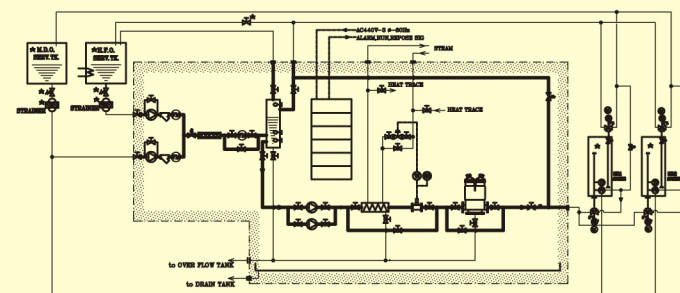 AC440V-3 ø-60Hz
ALARM,RUN,REPOSE SIG
STEAM
★M.D.O.
SERV.TK.
★H.F.O.
SERV.TK.
HEAT TRACE
STRAINER
STRAINER
HEAT TRACE
to OVER FLOW TANK
to DRAIN TANK